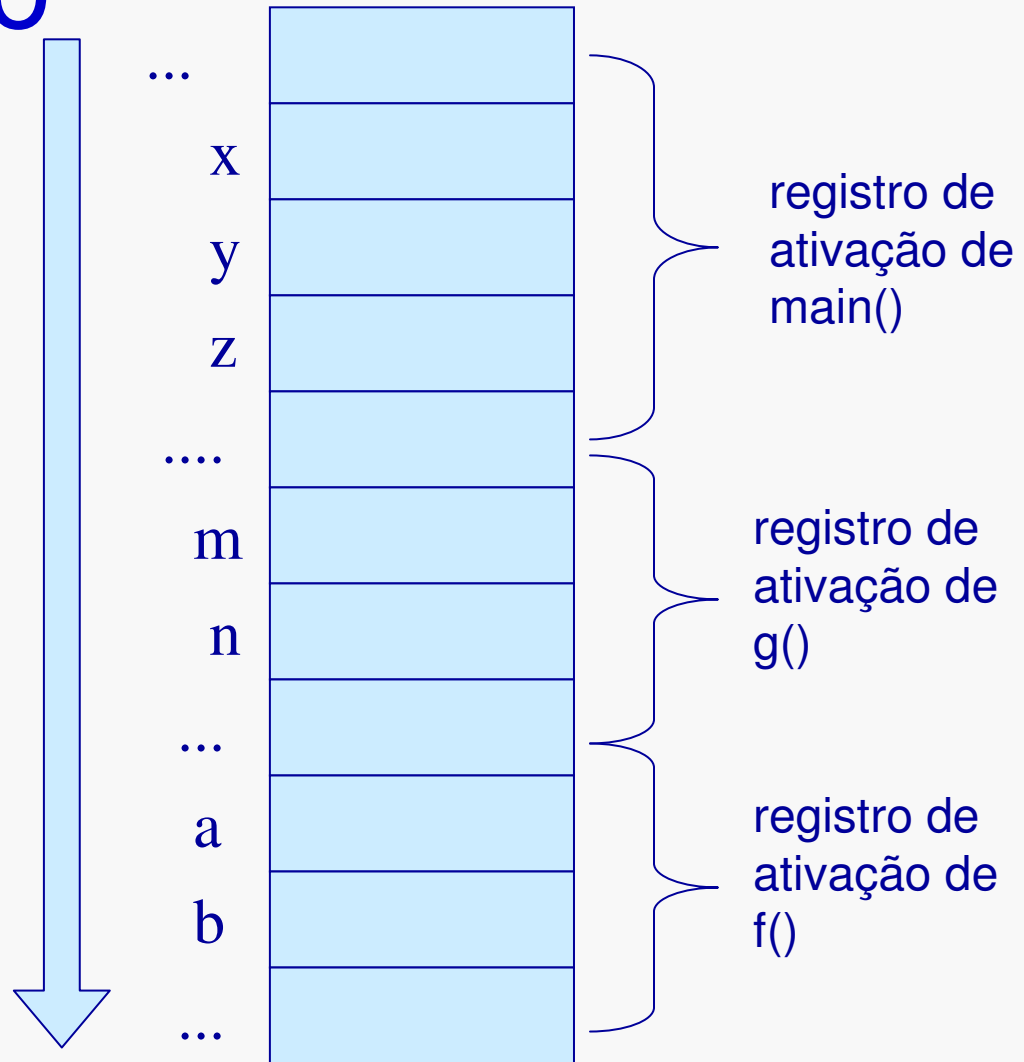 ...
x
y
z
....
m
n
...
a
b
...
registro de
ativação de
main()
registro de
ativação de
g()
registro de
ativação de
f()